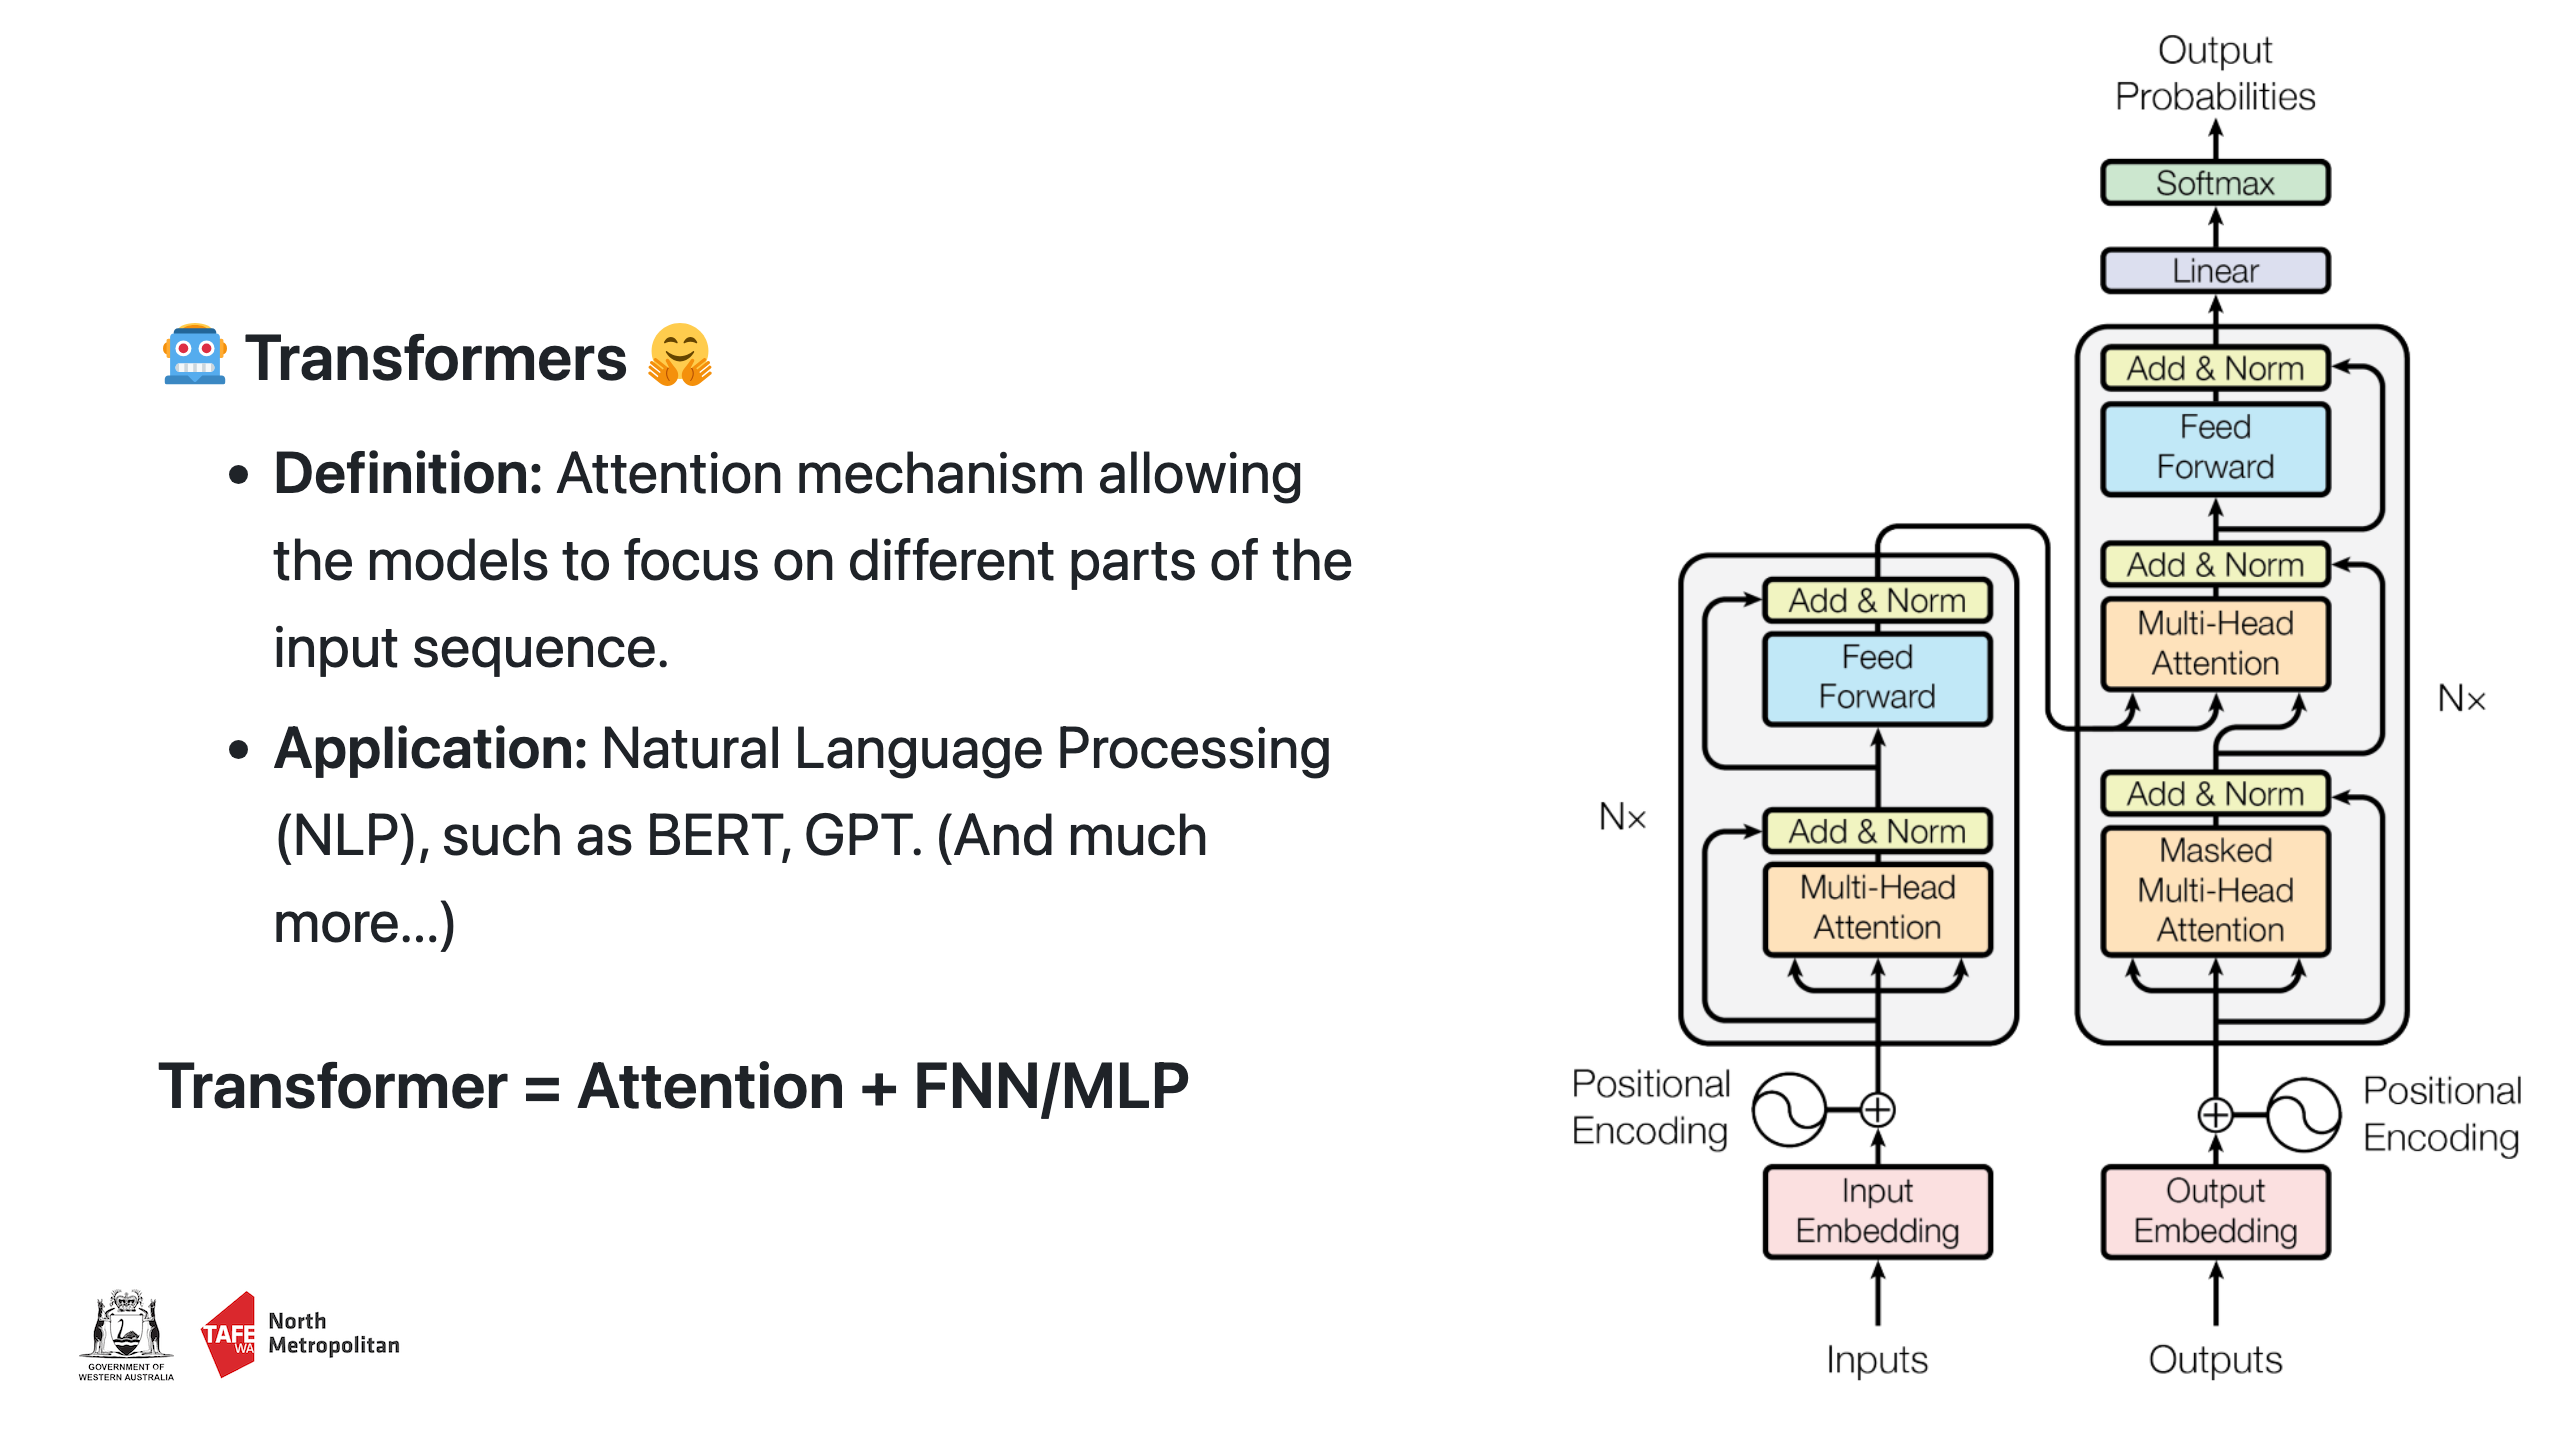 🤖 Transformers 🤗
• Definition: Attention mechanism allowing
the models to focus on different parts of the
input sequence.
• Application: Natural Language Processing
(NLP), such as BERT, GPT. (And much
more...)
Transformer = Attention + FNN/MLP
GOVERNMENT OF
WESTERN AUSTRALIA
TAFE
WA
North
Metropolitan
Output
Probabilities
Softmax
Linear
Add & Norm
Feed
Forward
Add & Norm
Multi-Head
Attention
Nx
Add & Norm
Masked
Multi-Head
Attention
Positional
Encoding
Output
Embedding
Outputs
Add & Norm
Feed
Forward
Nx
Add & Norm
Multi-Head
Attention
Positional
Encoding
Input
Embedding
Inputs